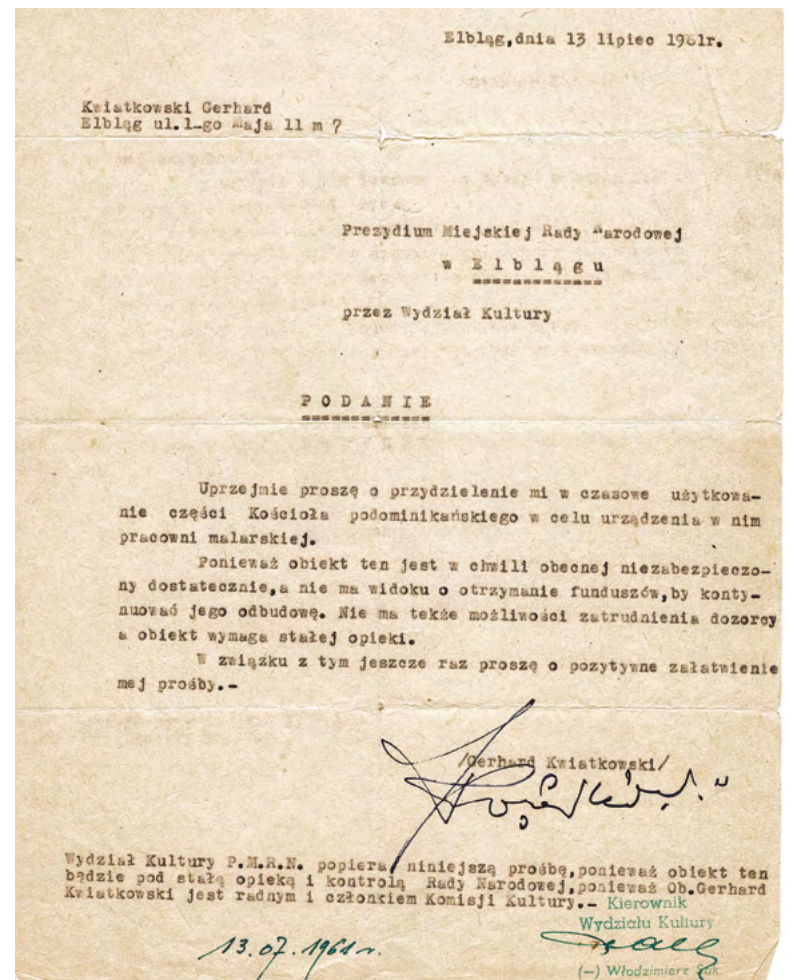 Elbląg,dnia 13 lipiec 1961r.
Kwiatkowski Gerhard
Elbląg ul.1-go Maja 11 m 7
Prezydium Miejskiej Rady Narodowej
w E l b l ą g u
przez Wydział Kultury
P O D A N I E
Uprzejmie proszę o przydzielenie mi w czasowe użytkowa-
nie części Kościoła podominikańskiego w celu urządzenia w nim
pracowni malarskiej.
Ponieważ obiekt ten jest w chwili obecnej niezabezpieczo-
ny dostatecznie,a nie ma widoku o otrzymanie funduszów,by konty-
nuować jego odbudowę. Nie ma tekże możliwości zatrudnienia dozorcy
a obiekt wymaga stałej opieki.
W związku z tym jeszcze raz proszę o pozytywne załatwienie
mej prośby.-
/Gerhard Kwiatkowski/
Wydział Kultury P.M.R.N. popiera niniejszą prośbę,ponieważ obiekt ten
będzie pod stałą opieką i kontrolą Rady Narodowej,ponieważ Ob.Gerhard
Kwiatkowski jest radnym i członkiem Komisji Kultury.-
Kierownik
Wydziału Kultury
13.07.1961 r.
(-) Włodzimierz